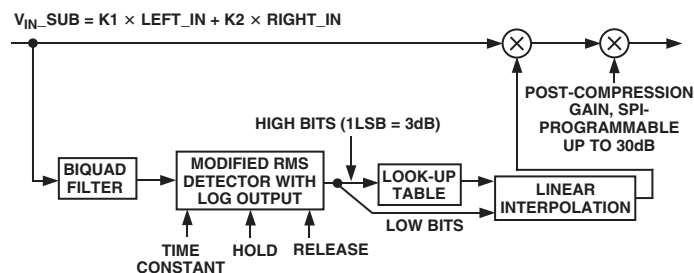 VIN_SUB = K1 × LEFT_IN + K2 × RIGHT_IN
POST-COMPRESSION
GAIN, SPI-
PROGRAMMABLE
UP TO 30dB
HIGH BITS (1LSB = 3dB)
BIQUAD
FILTER
MODIFIED RMS
DETECTOR WITH
LOG OUTPUT
LOOK-UP
TABLE
LINEAR
INTERPOLATION
LOW BITS
TIME
CONSTANT
HOLD
RELEASE